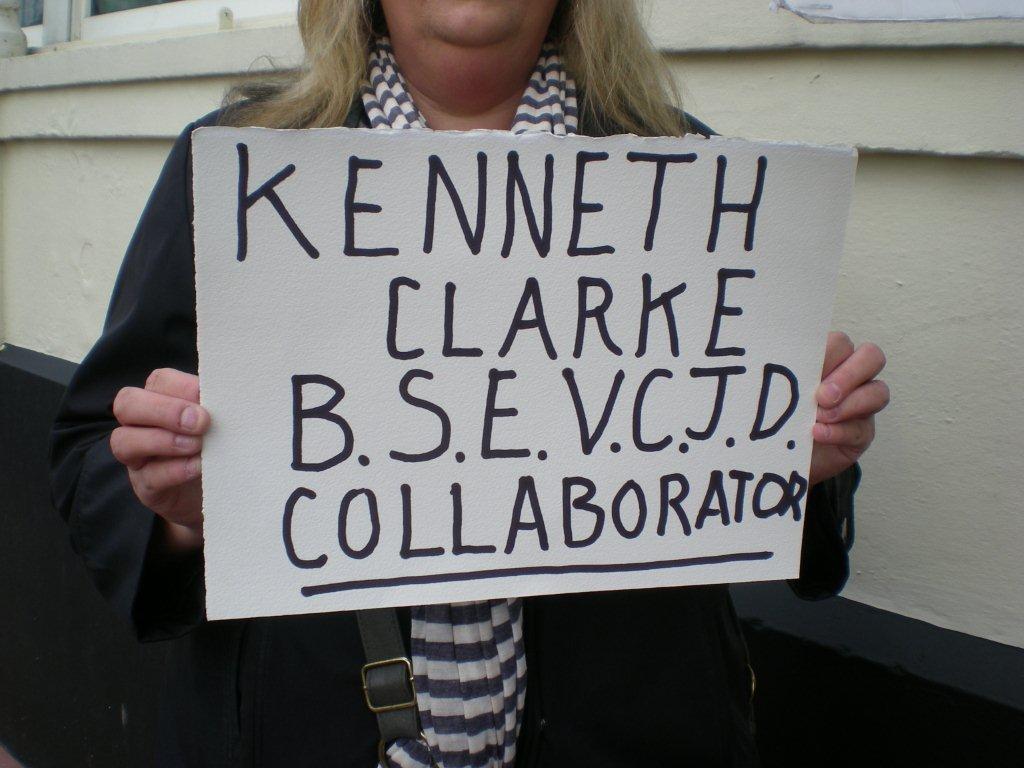 KENNETH
CLARKE
B.S.E. V.C.J.D.
COLLABORATOR